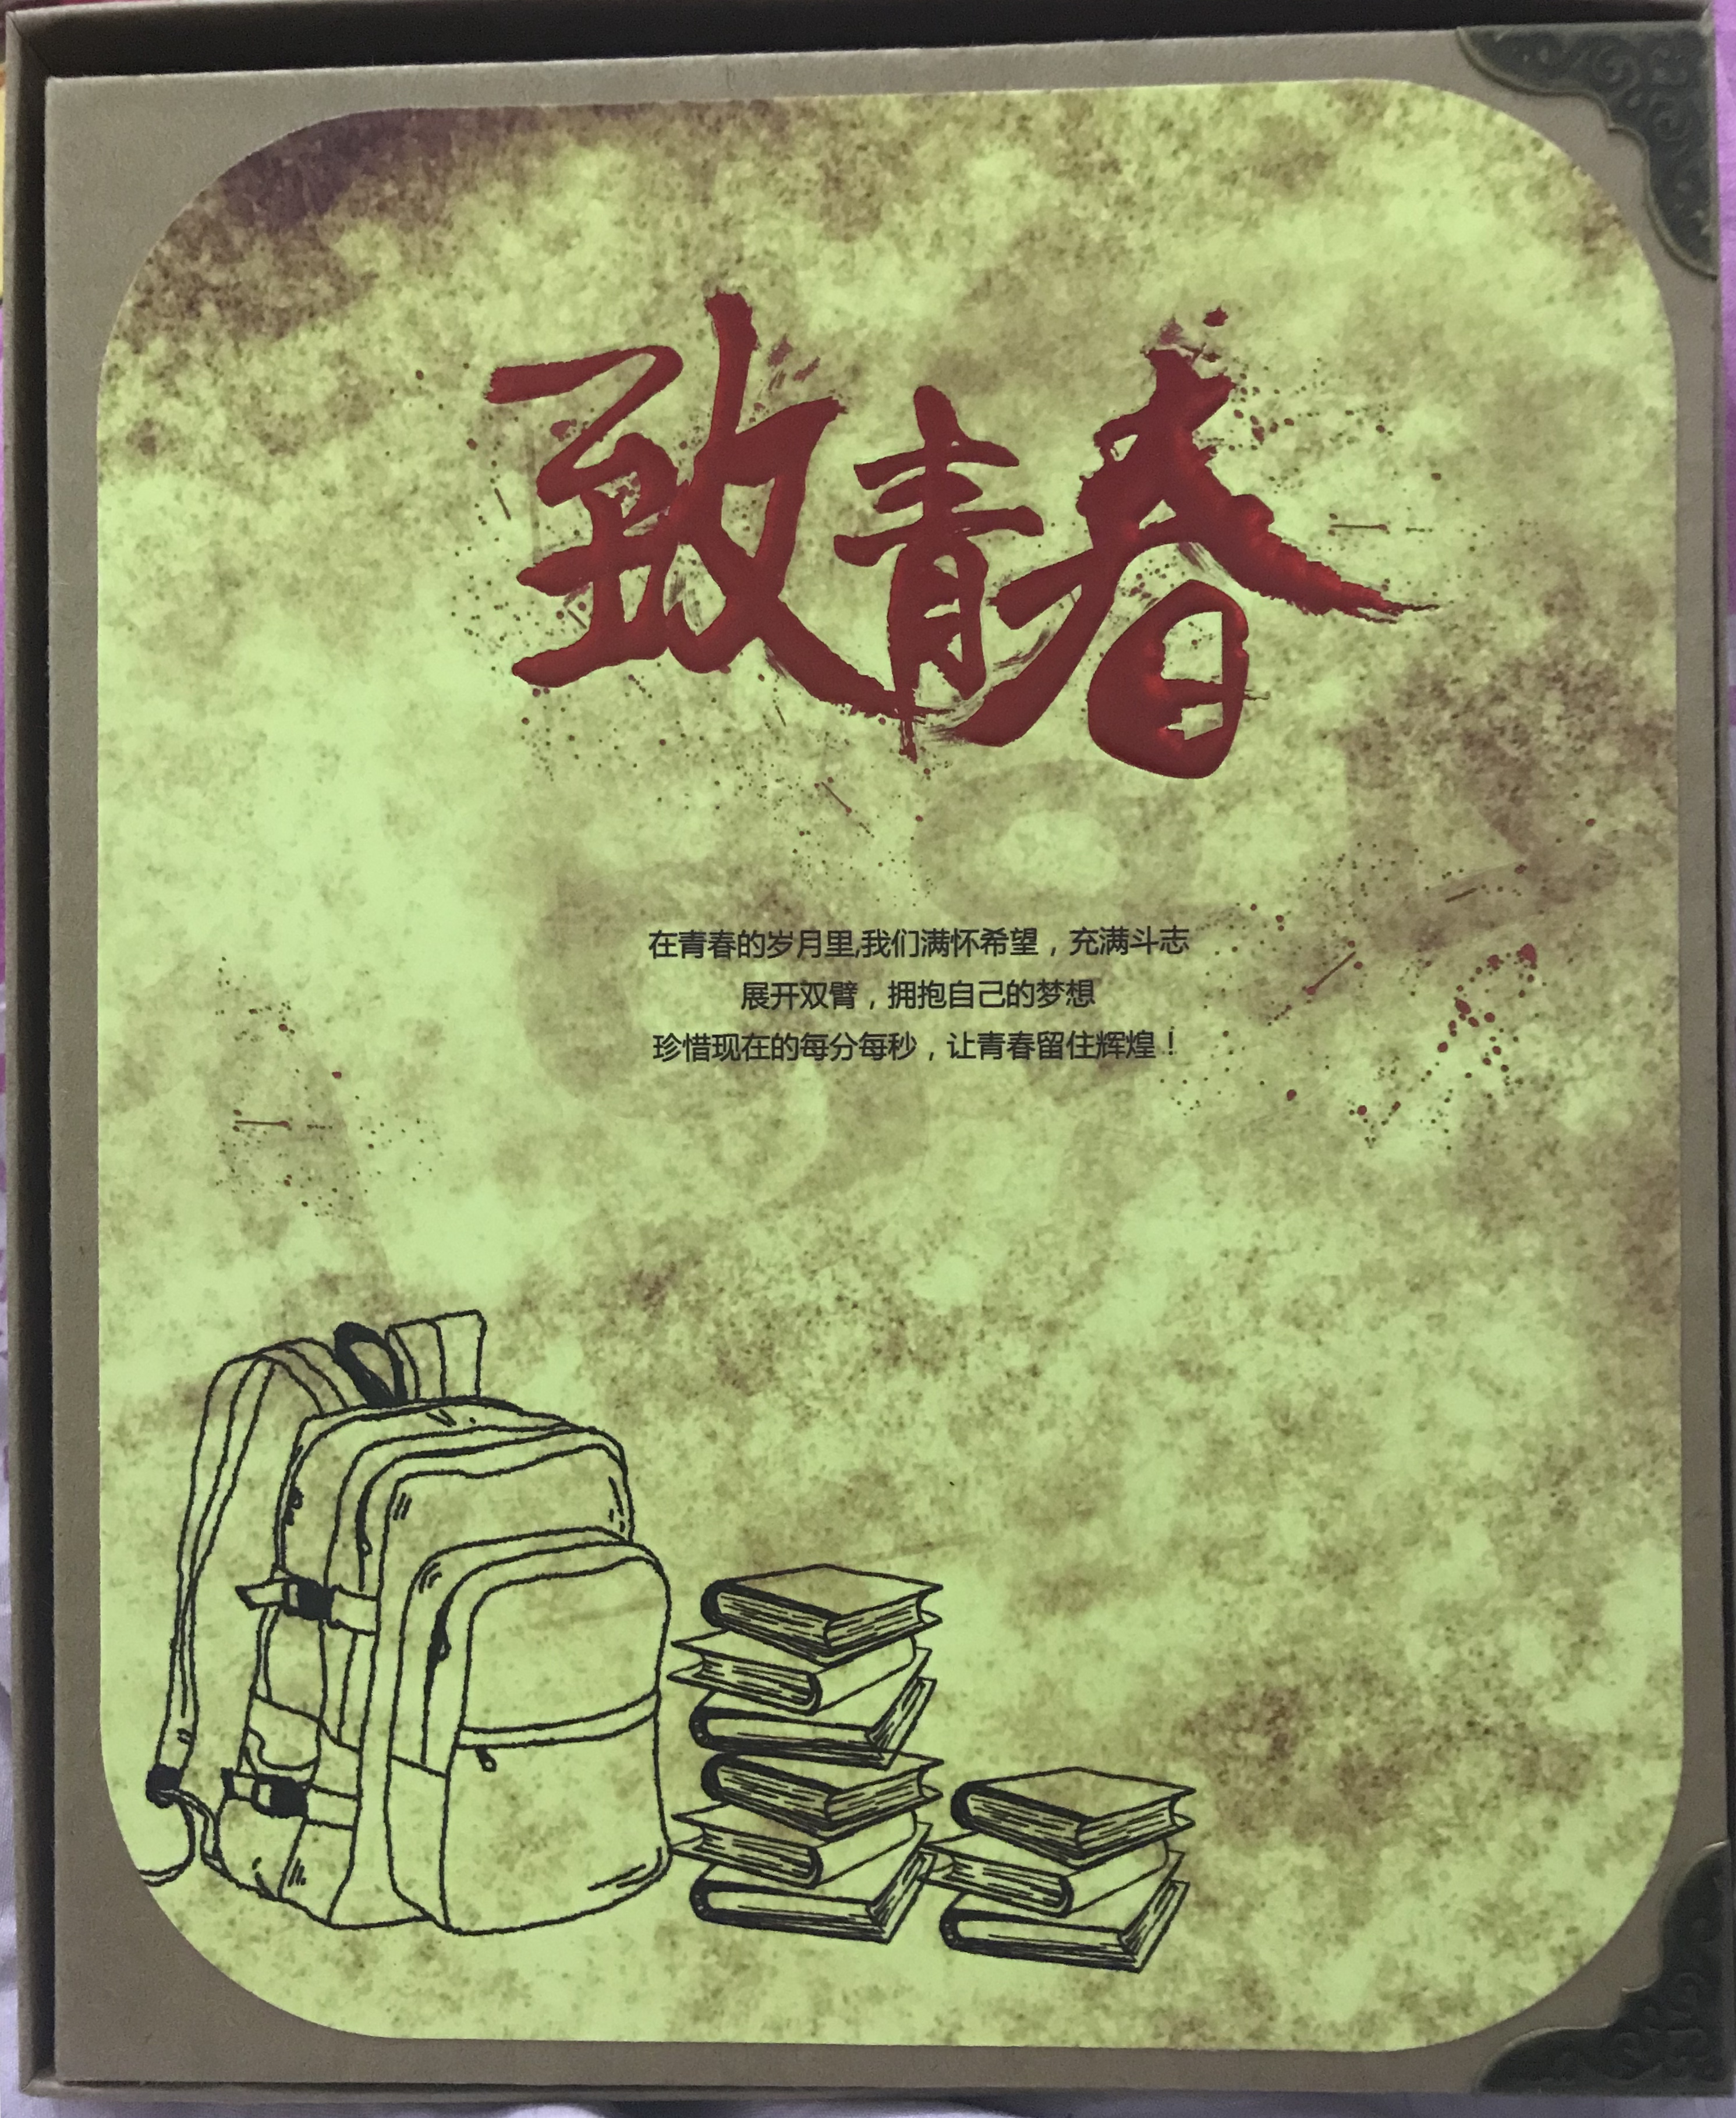 致青春
在青春的岁月里,我们满怀希望，充满斗志
展开双臂，拥抱自己的梦想
珍惜现在的每分每秒，让青春留住辉煌！